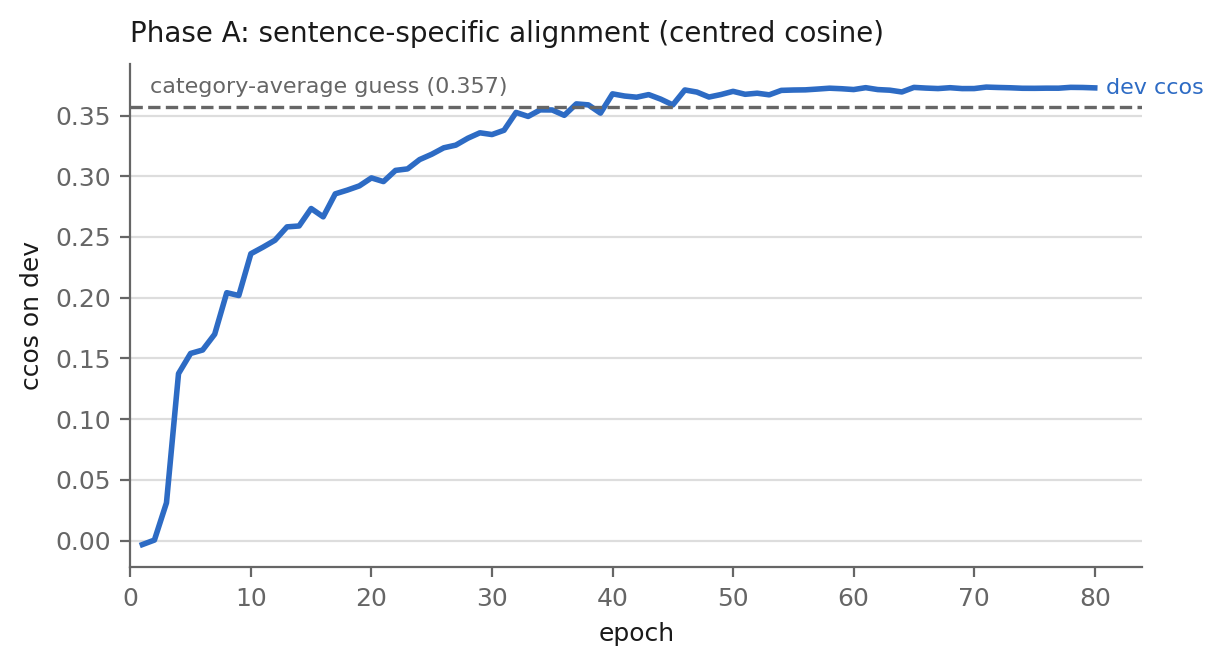 Phase A: sentence-specific alignment (centred cosine)
category-average guess (0.357)
dev ccos
0.35
0.30
0.25
0.20
0.15
0.10
0.05
0.00
ccos on dev
0 10 20 30 40 50 60 70 80
epoch